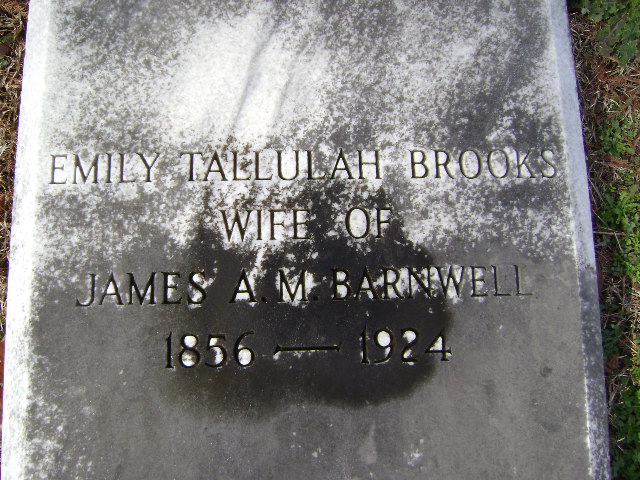 EMILY TALLULAH BROOKS
WIFE OF
JAMES A. M. BARNWELL
1856 — 1924